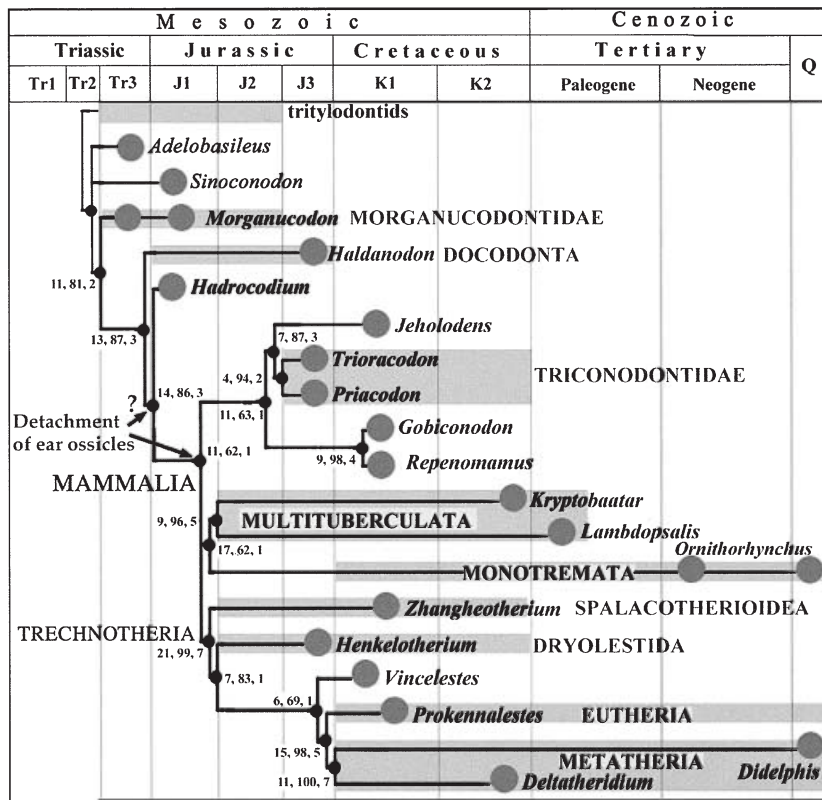 Mesozoic Cenozoic
Triassic Jurassic Cretaceous Tertiary Q
Tr1 Tr2 Tr3 J1 J2 J3 K1 K2 Paleogene Neogene
tritylodontids
Adelobasileus
Sinoconodon
Morganucodon MORGANUCODONTIDAE
Haldanodon DOCODONTA
11, 81, 2
Hadrocodium
13, 87, 3
7, 87, 3
Jeholodens
Trioracodon
4, 94, 2
TRICONODONTIDAE
14, 86, 3
Priacodon
?
11, 63, 1
Detachment
of ear ossicles
Gobiconodon
11, 62, 1
9, 98, 4
Repenomamus
MAMMALIA
Kryptobaatar
9, 96, 5
MULTITUBERCULATA
Lambdopsalis
17, 62, 1
Ornithorhynchus
MONOTREMATA
Zhangheotherium SPALACOTHERIOIDEA
TRECHNOTHERIA
21, 99, 7
Henkelotherium DRYOLESTIDA
7, 83, 1
Vincelestes
6, 69, 1
Prokennalestes EUTHERIA
15, 98, 5
METATHERIA
Didelphis
11, 100, 7
Deltatheridium